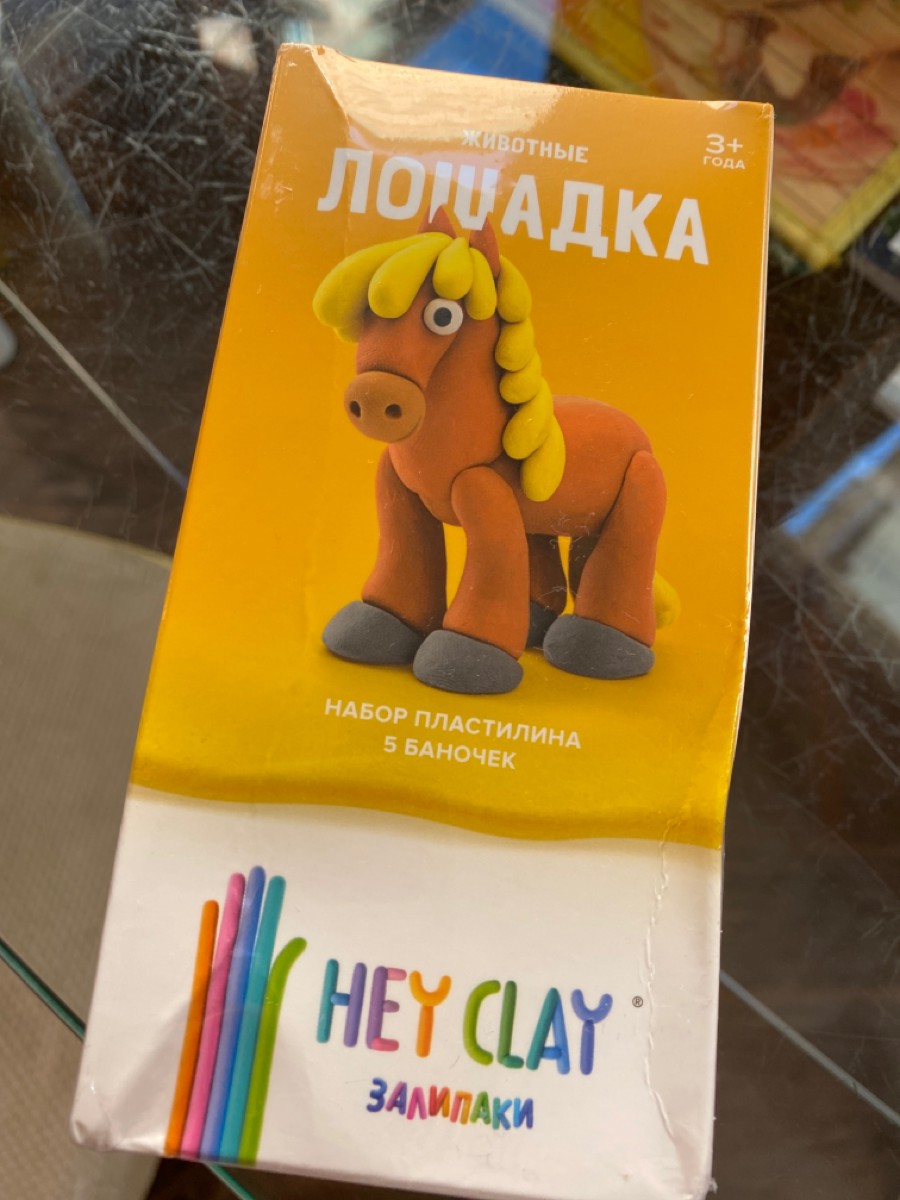 ЖИВОТНЫЕ
3+
ГОДА
ЛОШАДКА
НАБОР ПЛАСТИЛИНА
5 БАНОЧЕК
HEY CLAY ®
ЗАЛИПАКИ